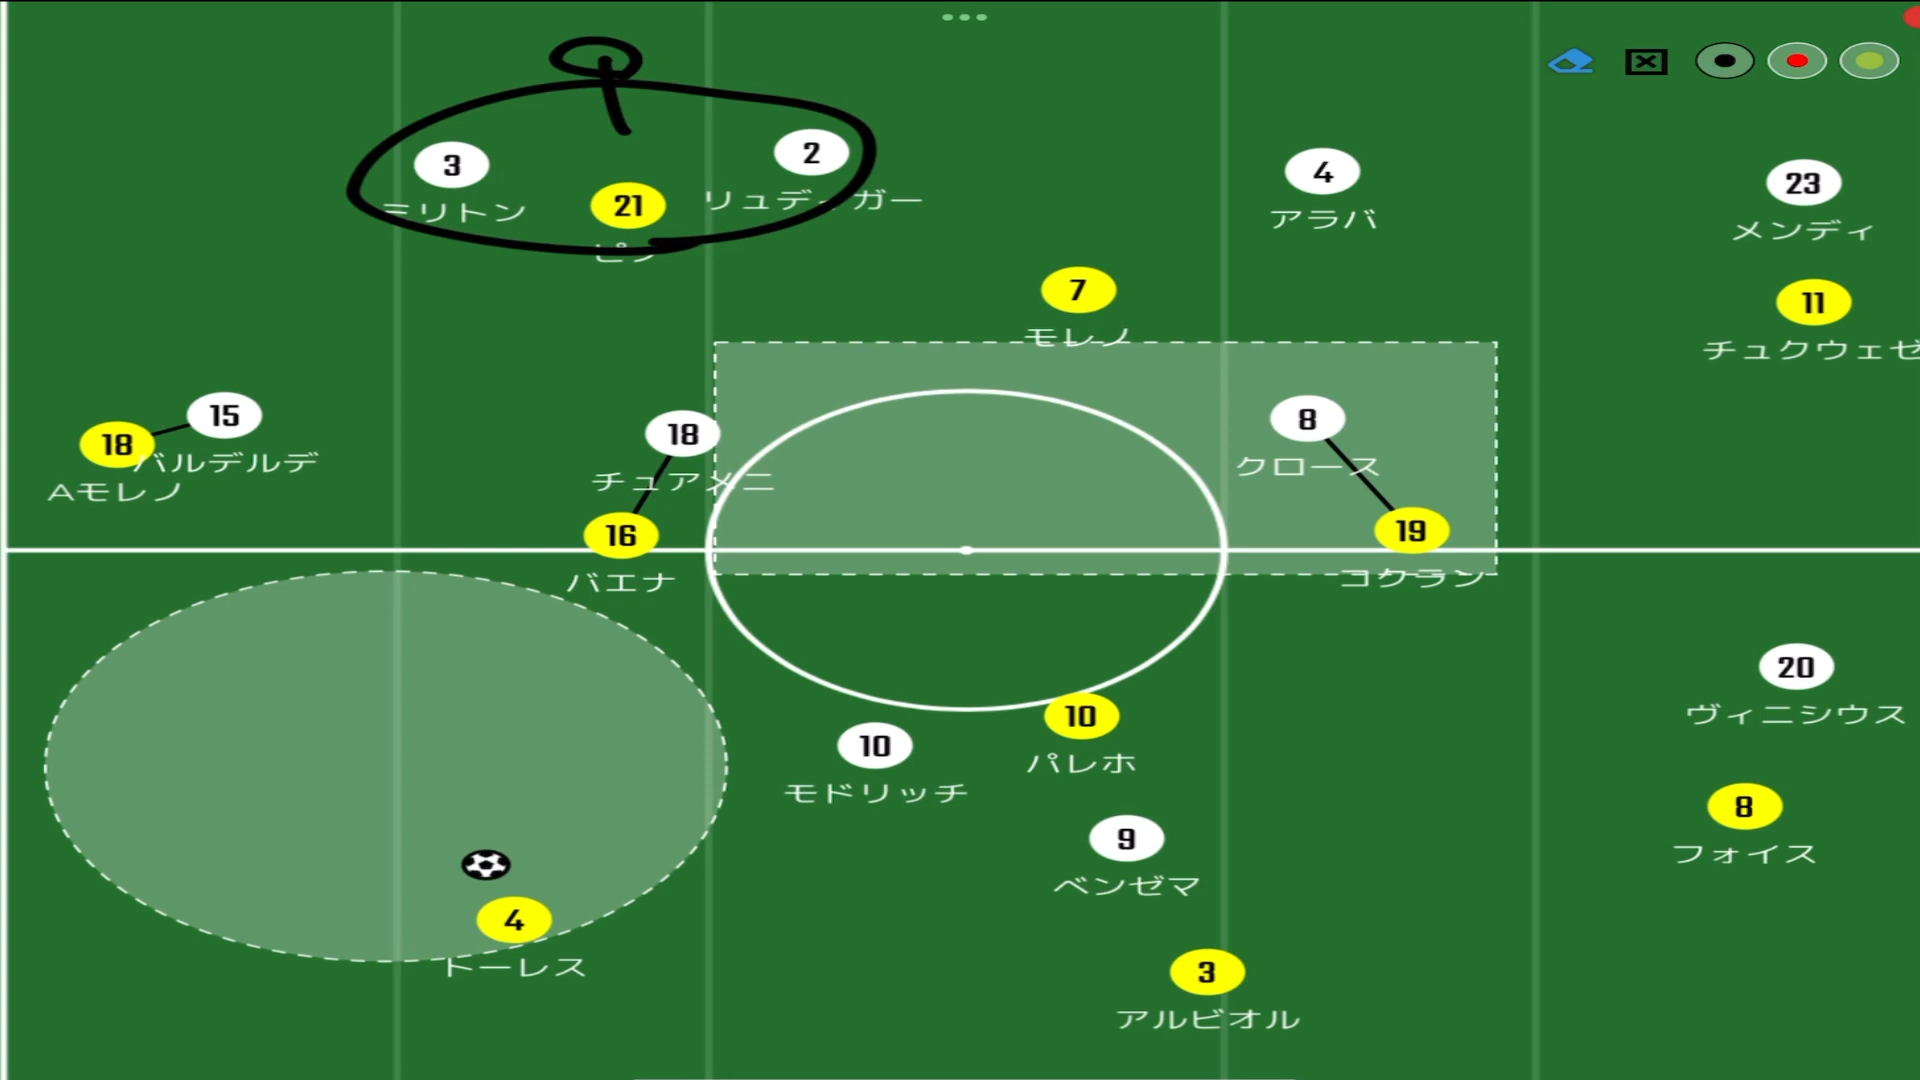 3
ミリトン
2
リュディガー
21
ピノ
4
アラバ
23
メンディ
7
モレノ
11
チュクウェゼ
15
バルデルデ
18
Aモレノ
18
チュアメニ
16
バエナ
8
クロース
19
コクラン
20
ヴィニシウス
10
パレホ
10
モドリッチ
8
フォイス
9
ベンゼマ
4
トーレス
3
アルビオル